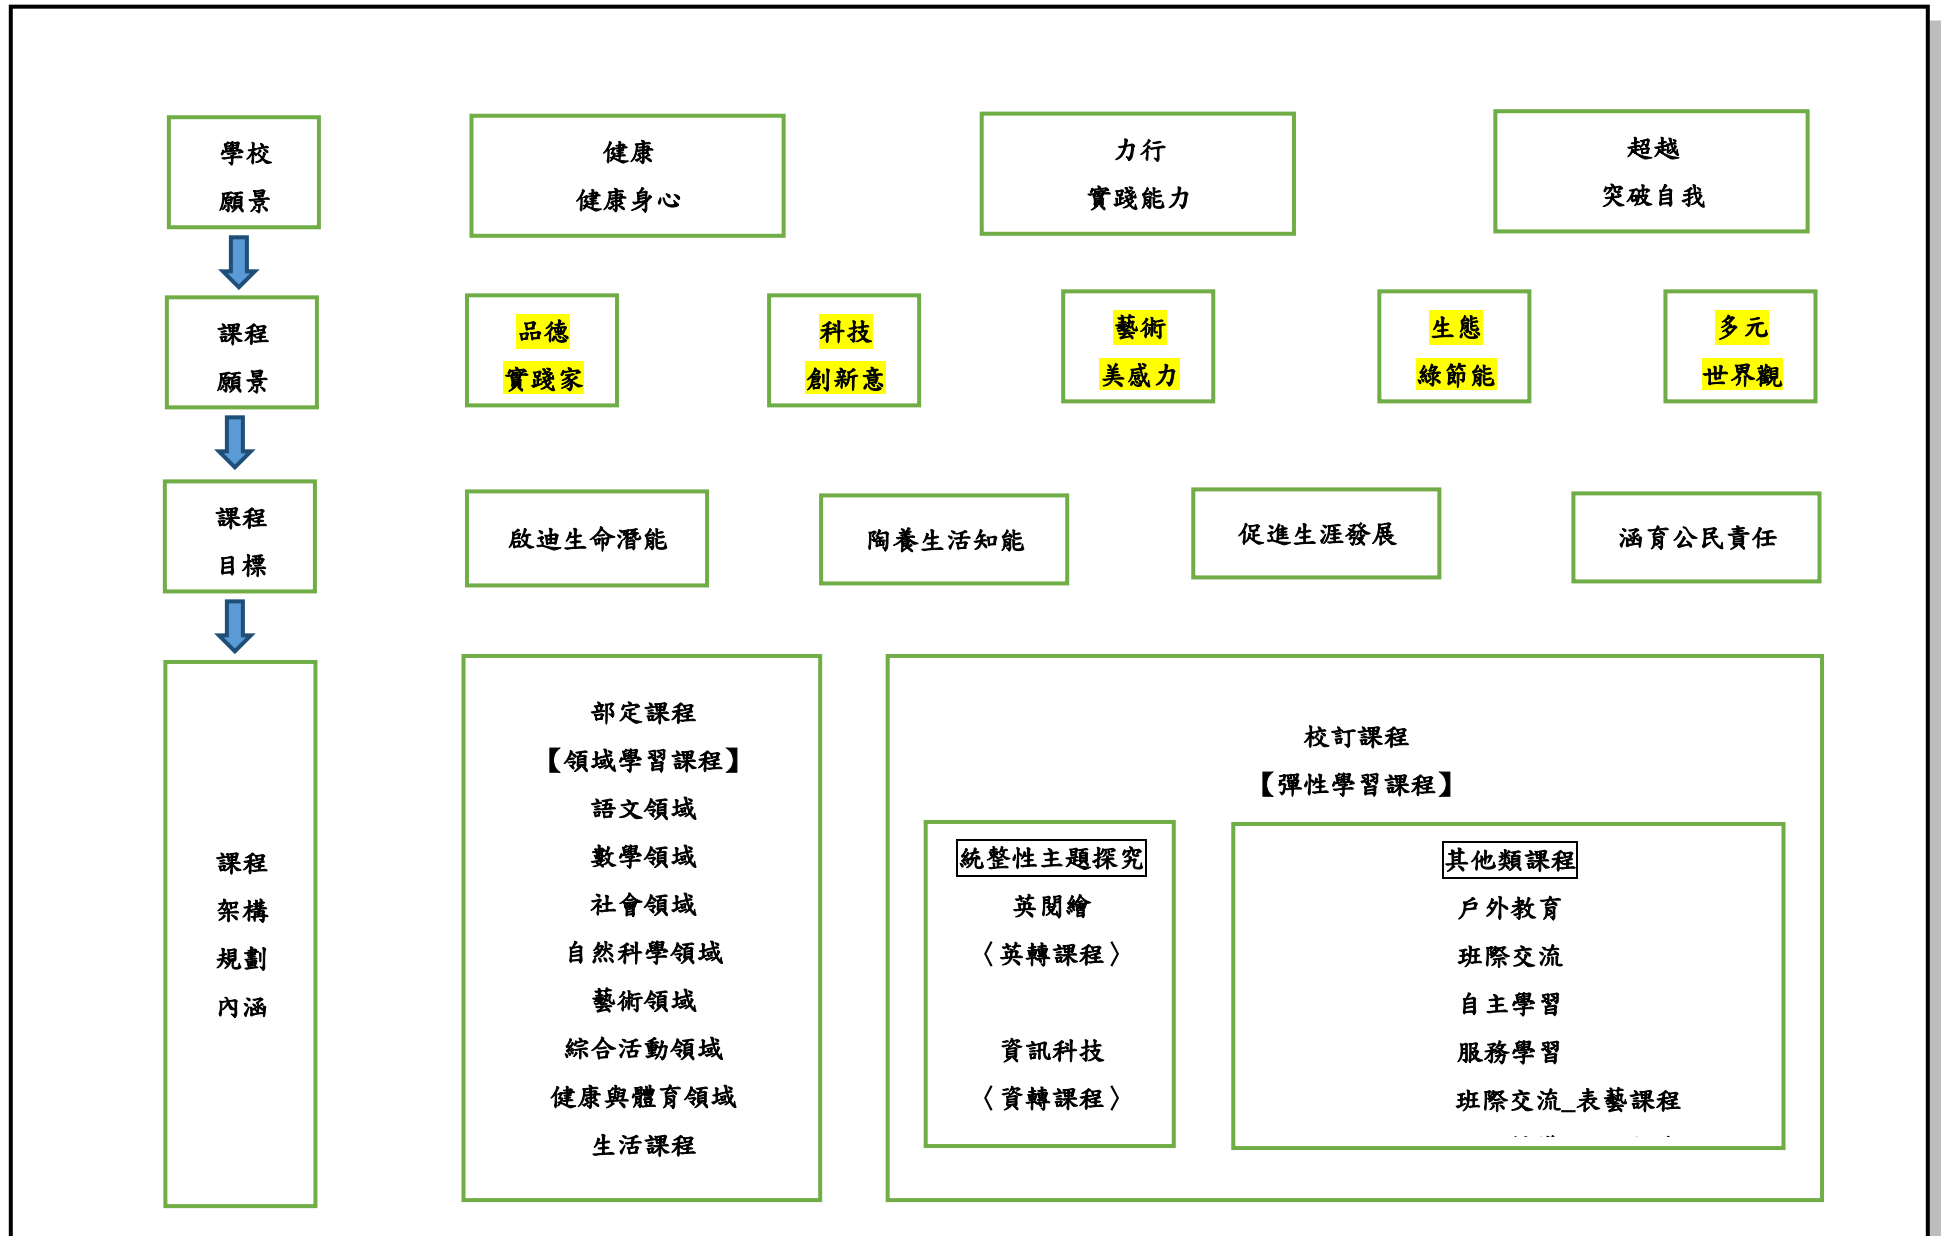 學校
願景
健康
健康身心
力行
實踐能力
超越
突破自我
課程
願景
品德
實踐家
科技
創新意
藝術
美感力
生態
綠節能
多元
世界觀
課程
目標
啟迪生命潛能
陶養生活知能
促進生涯發展
涵育公民責任
課程
架構
規劃
內涵
部定課程
【領域學習課程】
語文領域
數學領域
社會領域
自然科學領域
藝術領域
綜合活動領域
健康與體育領域
生活課程
校訂課程
【彈性學習課程】
統整性主題探究
英閱繪
〈英轉課程〉
資訊科技
〈資轉課程〉
其他類課程
戶外教育
班際交流
自主學習
服務學習
班際交流_表藝課程